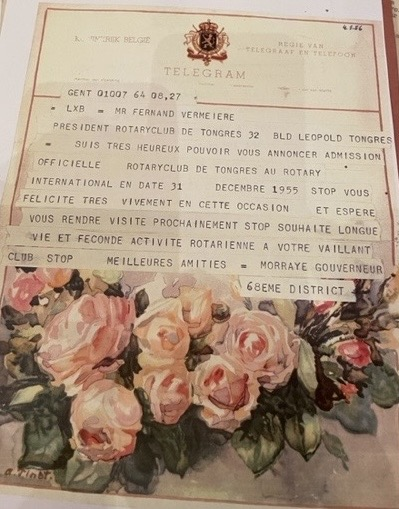 BELGIË
REGIE VAN
TELEGRAAF EN TELEFOON
TELEGRAM
GENT 01007 64 08,27
= LXB = MR FERNAND VERMEIERE
PRESIDENT ROTARYCLUB DE TONGRES 32 BLD LEOPOLD TONGRES
= SUIS TRES HEUREUX POUVOIR VOUS ANNONCER ADMISSION
OFFICIELLE ROTARYCLUB DE TONGRES AU ROTARY
INTERNATIONAL EN DATE 31 DECEMBRE 1955 STOP VOUS
FELICITE TRES VIVEMENT EN CETTE OCCASION ET ESPERE
VOUS RENDRE VISITE PROCHAINEMENT STOP SOUHAITE LONGUE
VIE ET FECONDE ACTIVITE ROTARIENNE A VOTRE VAILLANT
CLUB STOP MEILLEURES AMITIES = MORRAYE GOUVERNEUR
68EME DISTRICT